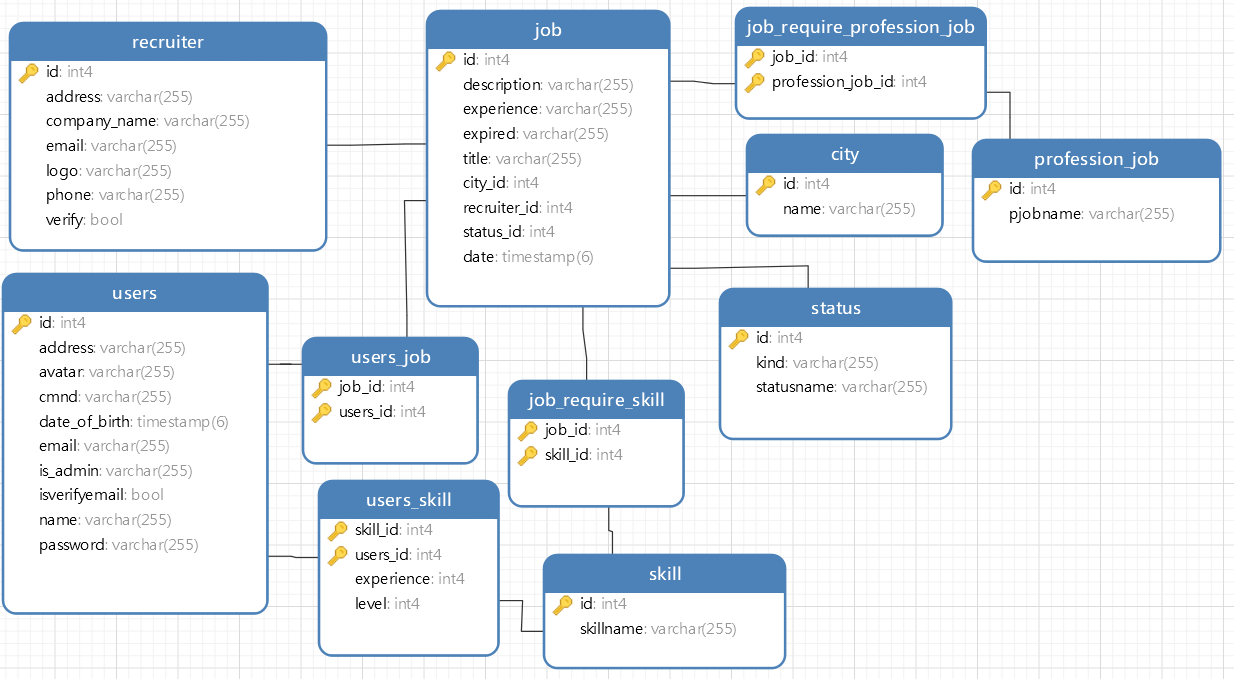 recruiter
id: int4
address: varchar(255)
company_name: varchar(255)
email: varchar(255)
logo: varchar(255)
phone: varchar(255)
verify: bool
job
id: int4
description: varchar(255)
experience: varchar(255)
expired: varchar(255)
title: varchar(255)
city_id: int4
recruiter_id: int4
status_id: int4
date: timestamp(6)
job_require_profession_job
job_id: int4
profession_job_id: int4
city
id: int4
name: varchar(255)
profession_job
id: int4
pjobname: varchar(255)
users
id: int4
address: varchar(255)
avatar: varchar(255)
cmnd: varchar(255)
date_of_birth: timestamp(6)
email: varchar(255)
is_admin: varchar(255)
isverifyemail: bool
name: varchar(255)
password: varchar(255)
users_job
job_id: int4
users_id: int4
status
id: int4
kind: varchar(255)
statusname: varchar(255)
job_require_skill
job_id: int4
skill_id: int4
users_skill
skill_id: int4
users_id: int4
experience: int4
level: int4
skill
id: int4
skillname: varchar(255)